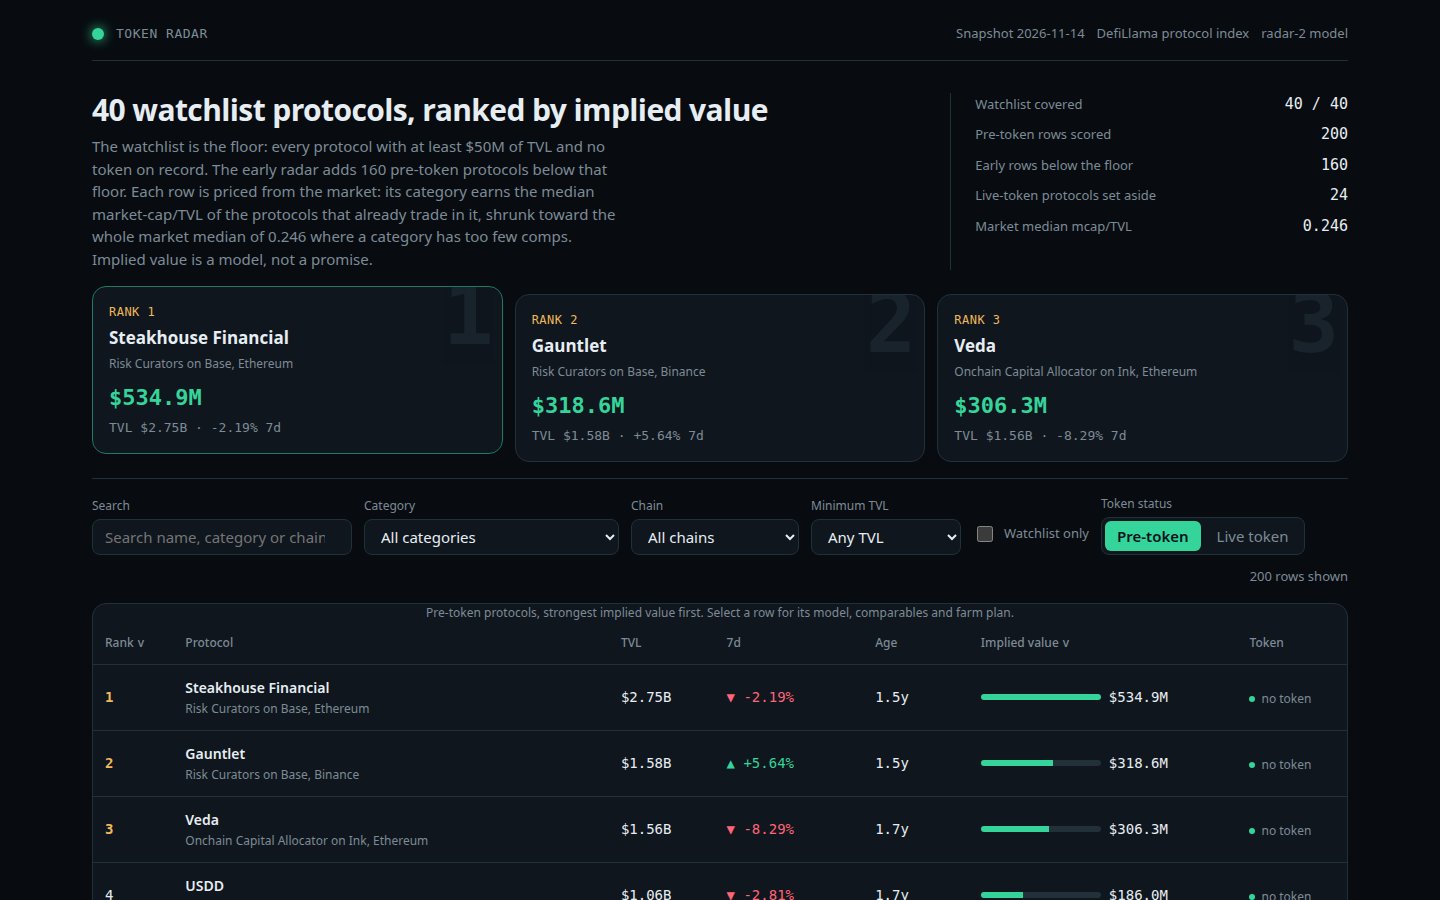 TOKEN RADAR
Snapshot 2026-11-14 DefiLlama protocol index radar-2 model
40 watchlist protocols, ranked by implied value
The watchlist is the floor: every protocol with at least $50M of TVL and no
token on record. The early radar adds 160 pre-token protocols below that
floor. Each row is priced from the market: its category earns the median
market-cap/TVL of the protocols that already trade in it, shrunk toward the
whole market median of 0.246 where a category has too few comps.
Implied value is a model, not a promise.
Watchlist covered 40 / 40
Pre-token rows scored 200
Early rows below the floor 160
Live-token protocols set aside 24
Market median mcap/TVL 0.246
1
RANK 1
Steakhouse Financial
Risk Curators on Base, Ethereum
$534.9M
TVL $2.75B · -2.19% 7d
2
RANK 2
Gauntlet
Risk Curators on Base, Binance
$318.6M
TVL $1.58B · +5.64% 7d
3
RANK 3
Veda
Onchain Capital Allocator on Ink, Ethereum
$306.3M
TVL $1.56B · -8.29% 7d
Search
Search name, category or chain
Category
All categories
Chain
All chains
Minimum TVL
Any TVL
Watchlist only
Token status
Pre-token Live token
200 rows shown
Pre-token protocols, strongest implied value first. Select a row for its model, comparables and farm plan.
Rank v Protocol TVL 7d Age Implied value v Token
1 Steakhouse Financial $2.75B ▼ -2.19% 1.5y $534.9M no token
Risk Curators on Base, Ethereum
2 Gauntlet $1.58B ▲ +5.64% 1.5y $318.6M no token
Risk Curators on Base, Binance
3 Veda $1.56B ▼ -8.29% 1.7y $306.3M no token
Onchain Capital Allocator on Ink, Ethereum
4 USDD $1.06B ▼ -2.81% 1.7y $186.0M no token